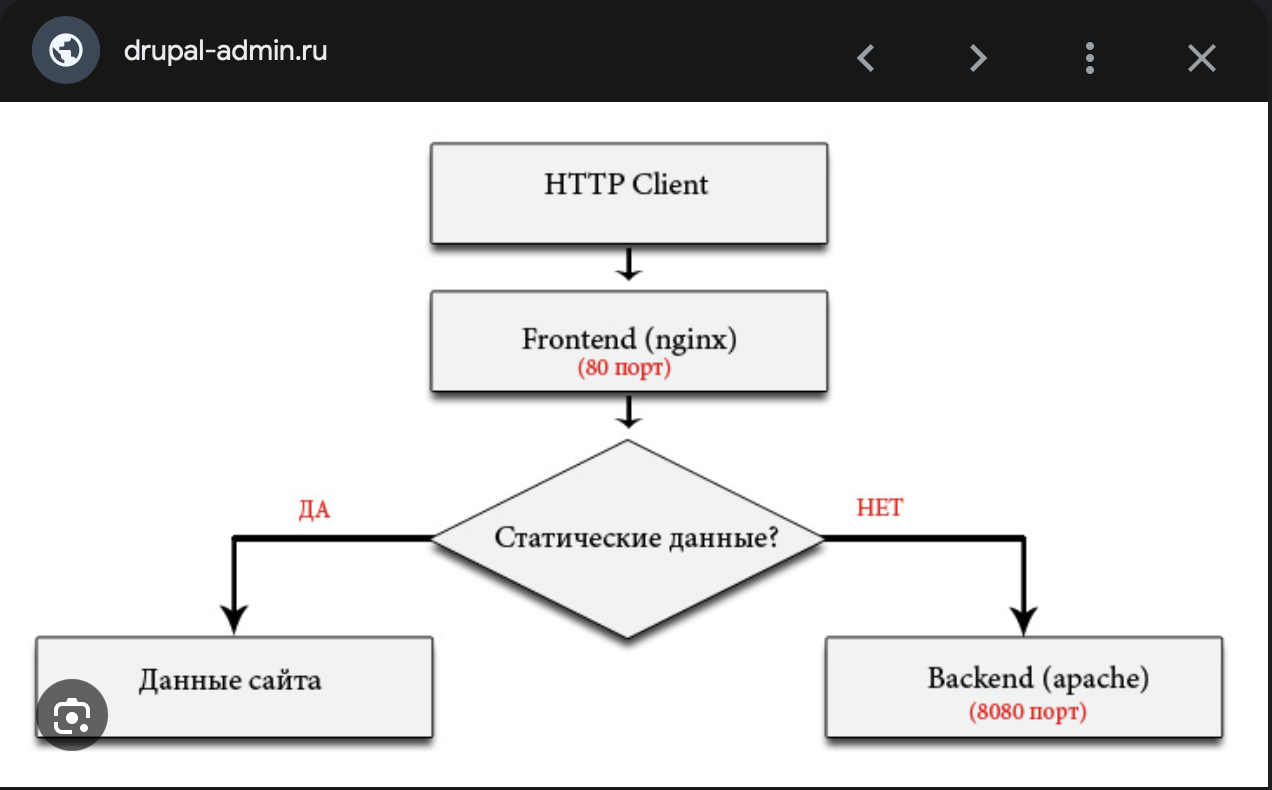 drupal-admin.ru
HTTP Client
Frontend (nginx)
(80 порт)
Статические данные?
ДА
НЕТ
Данные сайта
Backend (apache)
(8080 порт)